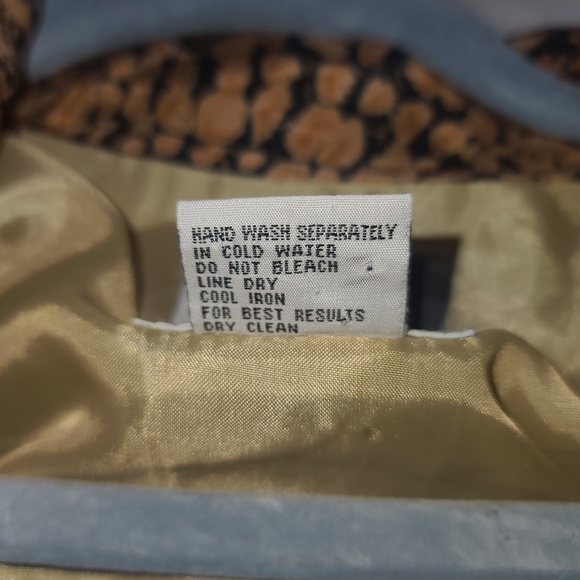 HAND WASH SEPARATELY
IN COLD WATER
DO NOT BLEACH
LINE DRY
COOL IRON
FOR BEST RESULTS
DRY CLEAN